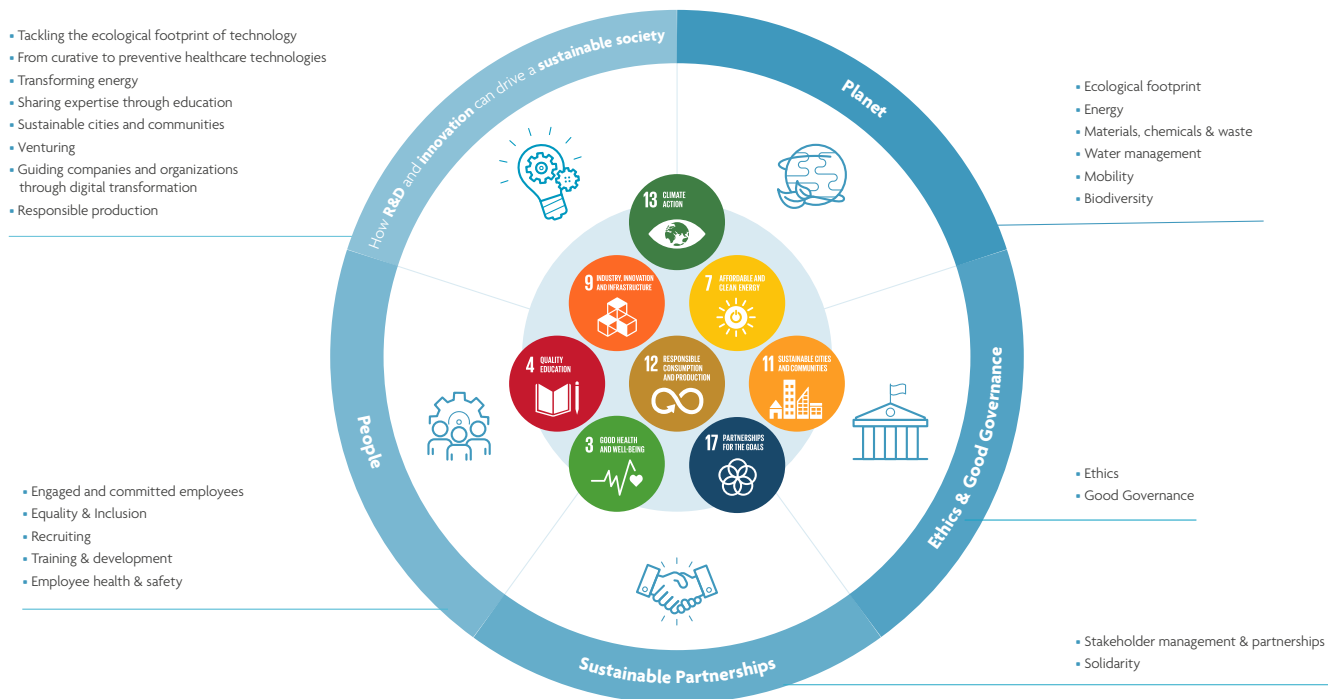 ▪ Tackling the ecological footprint of technology
▪ From curative to preventive healthcare technologies
▪ Transforming energy
▪ Sharing expertise through education
▪ Sustainable cities and communities
▪ Venturing
▪ Guiding companies and organizations
through digital transformation
▪ Responsible production
How R&D and innovation can drive a sustainable society
Planet
▪ Ecological footprint
▪ Energy
▪ Materials, chemicals & waste
▪ Water management
▪ Mobility
▪ Biodiversity
13 CLIMATE
ACTION
9 INDUSTRY, INNOVATION
AND INFRASTRUCTURE
7 AFFORDABLE AND
CLEAN ENERGY
4 QUALITY
EDUCATION
12 RESPONSIBLE
CONSUMPTION
AND PRODUCTION
11 SUSTAINABLE CITIES
AND COMMUNITIES
3 GOOD HEALTH
AND WELL-BEING
17 PARTNERSHIPS
FOR THE GOALS
People
▪ Engaged and committed employees
▪ Equality & Inclusion
▪ Recruiting
▪ Training & development
▪ Employee health & safety
Ethics & Good Governance
▪ Ethics
▪ Good Governance
Sustainable Partnerships
▪ Stakeholder management & partnerships
▪ Solidarity